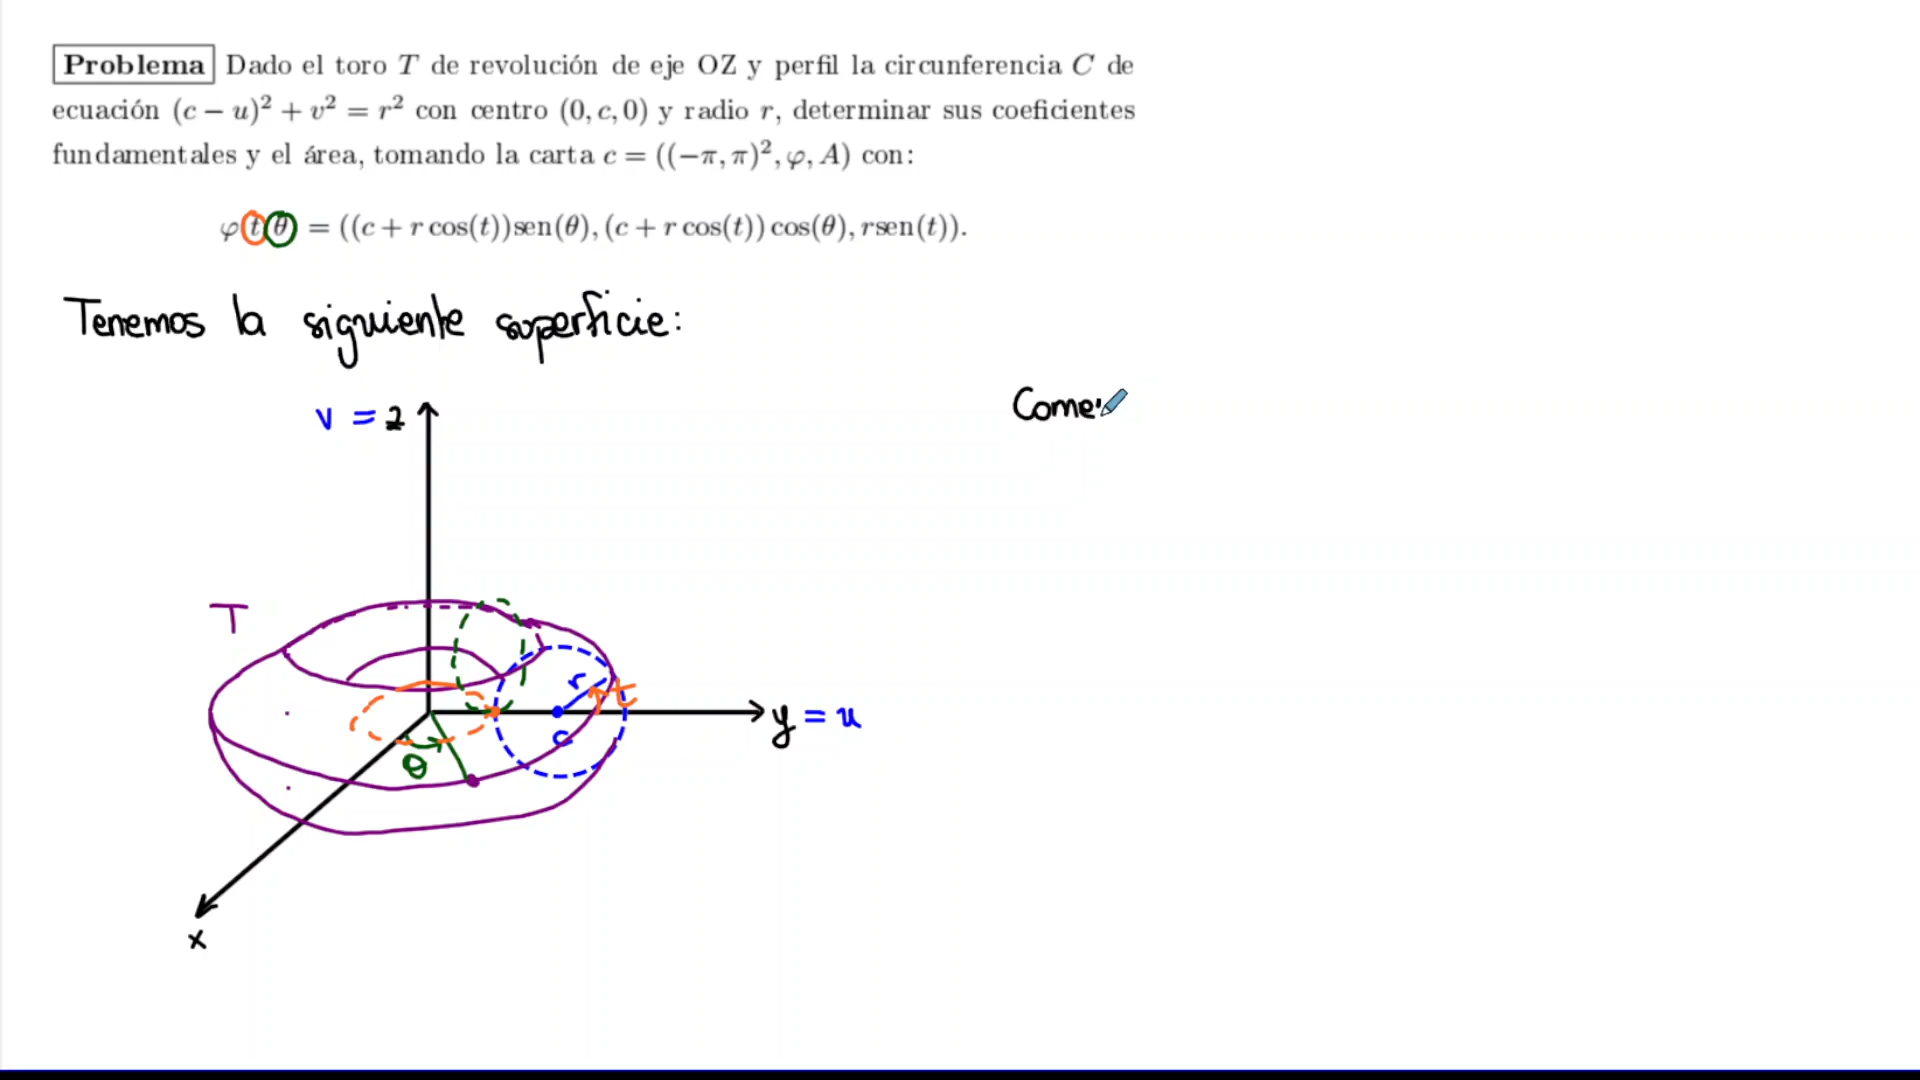 Problema Dado el toro T de revolución de eje OZ y perfil la circunferencia C de
ecuación (c − u)² + v² = r² con centro (0, c, 0) y radio r, determinar sus coeficientes
fundamentales y el área, tomando la carta c = ((−π, π)², φ, A) con:
φ(t,θ) = ((c + r cos(t))sen(θ), (c + r cos(t)) cos(θ), rsen(t)).
Tenemos la siguiente superficie:
Come
v = z
T
r
t
y = u
c
θ
x